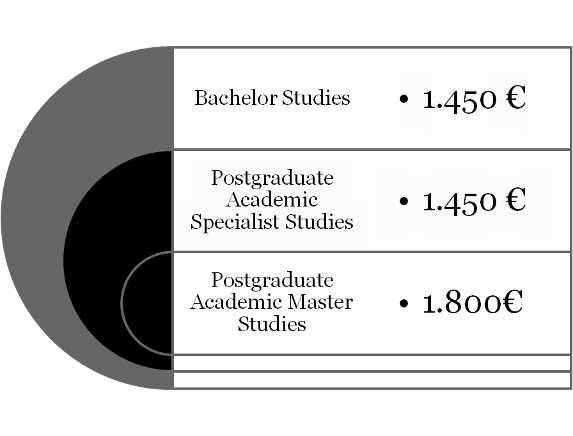 Bachelor Studies
• 1.450 €
Postgraduate
Academic
Specialist Studies
• 1.450 €
Postgraduate
Academic Master
Studies
• 1.800€